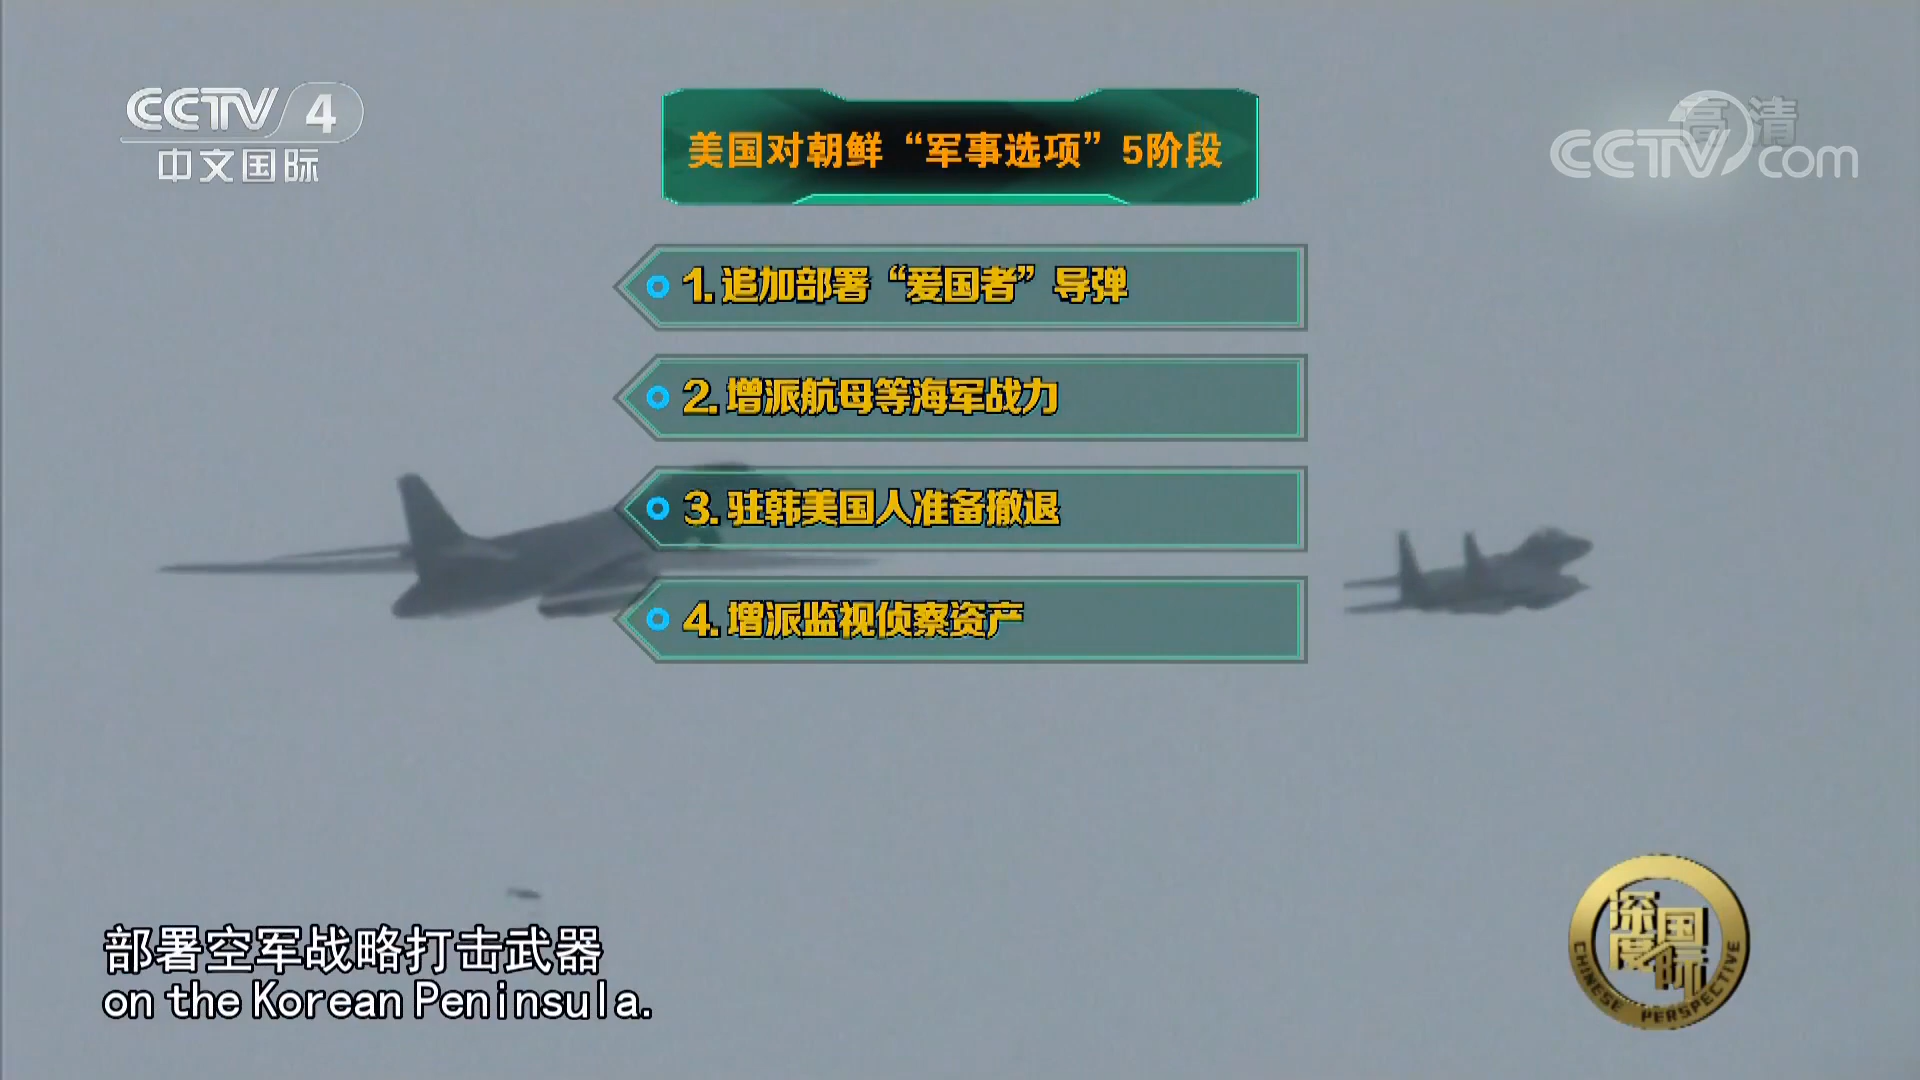 CCTV 4
中文国际
高清
CCTV com
美国对朝鲜“军事选项”5阶段
1.追加部署“爱国者”导弹
2.增派航母等海军战力
3.驻韩美国人准备撤退
4.增派监视侦察资产
部署空军战略打击武器
on the Korean Peninsula.
深度国际
CHINESE PERSPECTIVE